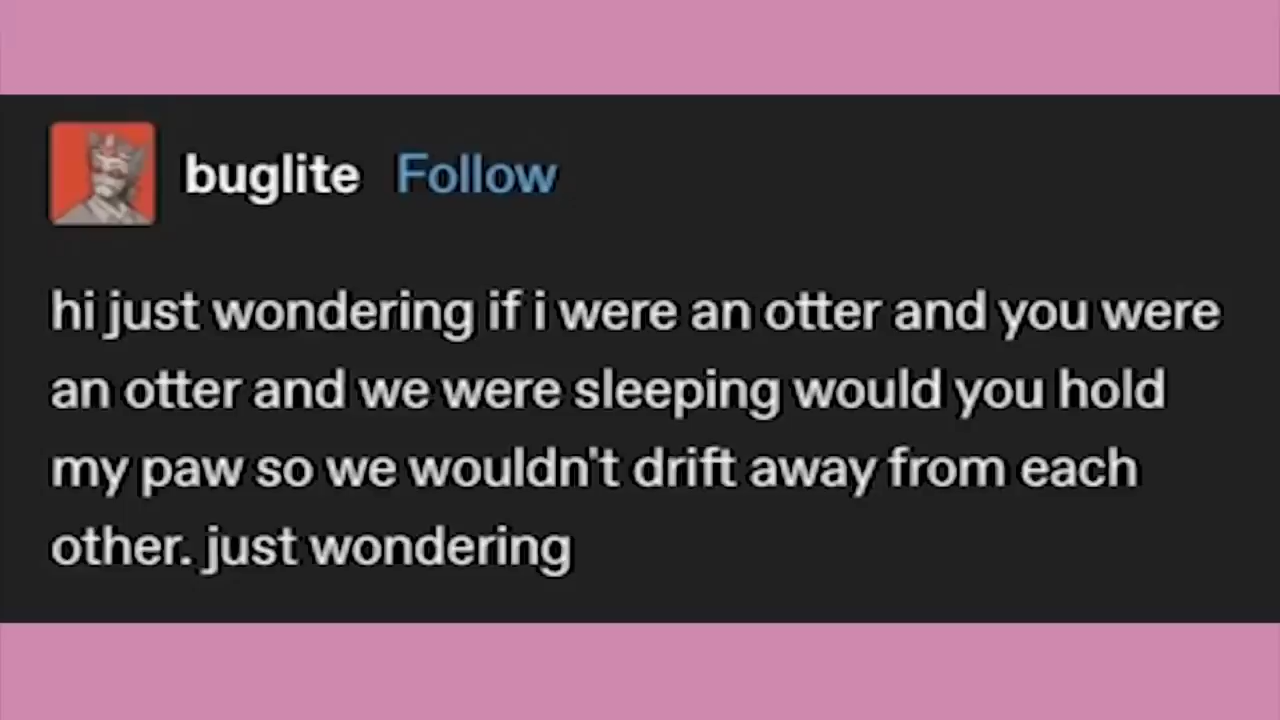 buglite Follow
hi just wondering if i were an otter and you were
an otter and we were sleeping would you hold
my paw so we wouldn't drift away from each
other. just wondering